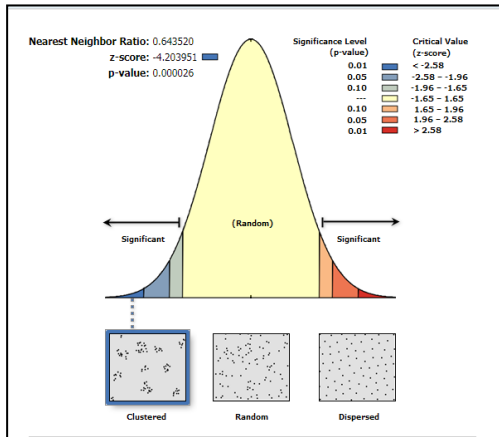 Nearest Neighbor Ratio: 0.643520
z-score: -4.203951
p-value: 0.000026
Significance Level
(p-value)
Critical Value
(z-score)
0.01 < -2.58
0.05 -2.58 - -1.96
0.10 -1.96 - -1.65
--- -1.65 - 1.65
0.10 1.65 - 1.96
0.05 1.96 - 2.58
0.01 > 2.58
(Random)
Significant
Significant
Clustered
Random
Dispersed